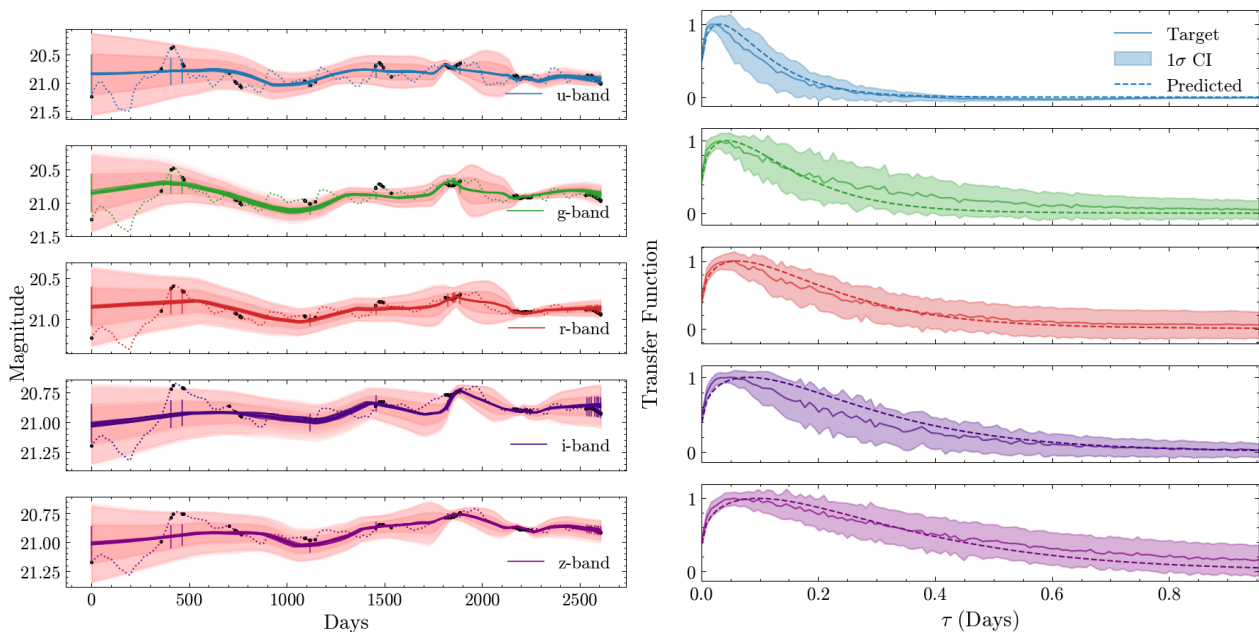 Magnitude
20.5
21.0
21.5
u-band
20.5
21.0
21.5
g-band
20.5
21.0
r-band
20.75
21.00
21.25
i-band
20.75
21.00
21.25
z-band
0
500
1000
1500
2000
2500
Days
Transfer Function
1
0
Target
1σ CI
Predicted
1
0
1
0
1
0
1
0
0.0
0.2
0.4
0.6
0.8
τ (Days)